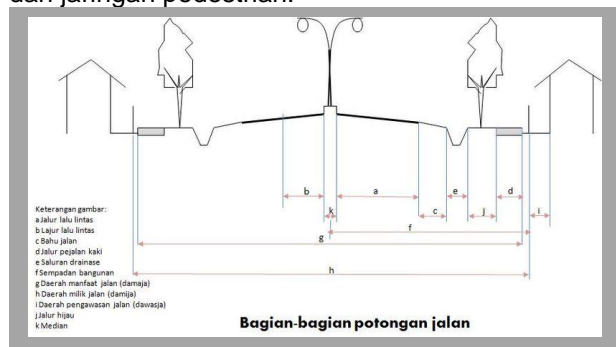 dan jaringan pedestrian.
b
a
e
d
k
c
j
i
f
g
h
Keterangan gambar:
a Jalur lalu lintas
b Lajur lalu lintas
c Bahu jalan
d Jalur pejalan kaki
e Saluran drainase
f Sempadan bangunan
g Daerah manfaat jalan (damaja)
h Daerah milik jalan (damija)
i Daerah pengawasan jalan (dawasja)
j Jalur hijau
k Median
Bagian-bagian potongan jalan